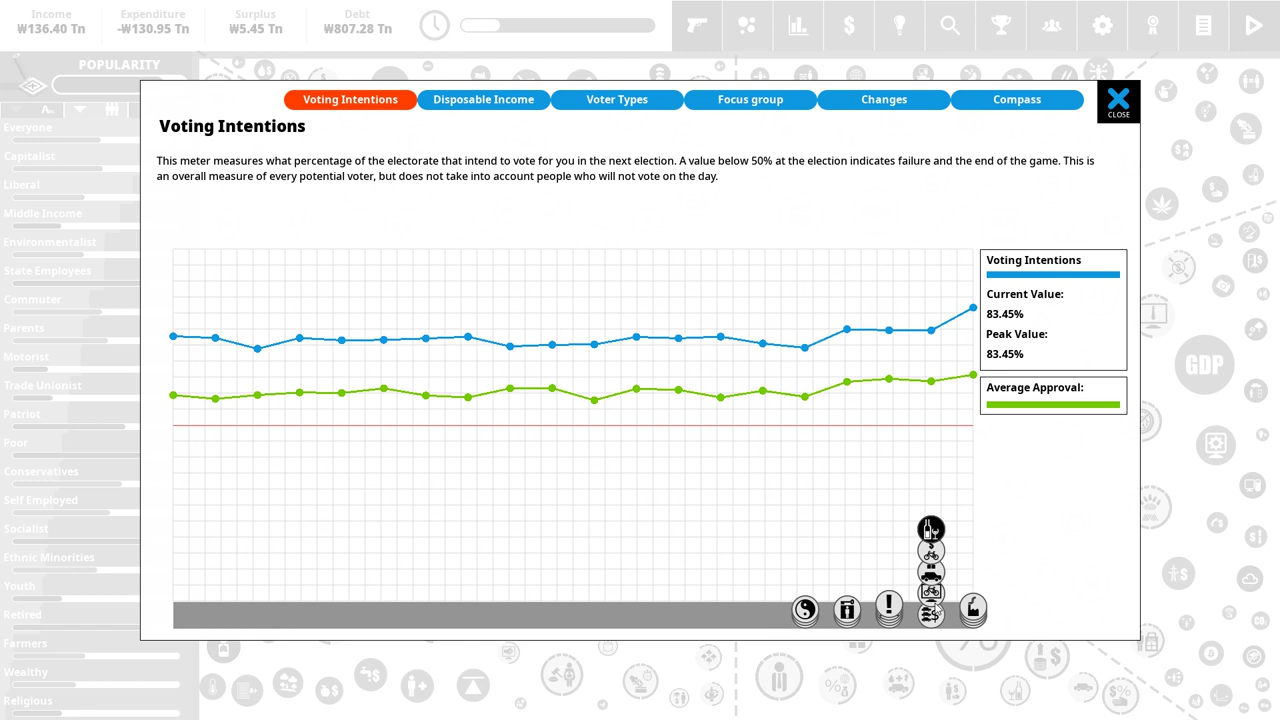 Income
Expenditure
Surplus
Debt
₩136.40 Tn
-₩130.95 Tn
₩5.45 Tn
₩807.28 Tn
POPULARITY
Voting Intentions
Disposable Income
Voter Types
Focus group
Changes
Compass
CLOSE
Voting Intentions
This meter measures what percentage of the electorate that intend to vote for you in the next election. A value below 50% at the election indicates failure and the end of the game. This is
an overall measure of every potential voter, but does not take into account people who will not vote on the day.
Everyone
Capitalist
Liberal
Middle Income
Environmentalist
State Employees
Commuter
Parents
Motorist
Trade Unionist
Patriot
Poor
Conservatives
Self Employed
Socialist
Ethnic Minorities
Youth
Retired
Farmers
Wealthy
Religious
Voting Intentions
Current Value:
83.45%
Peak Value:
83.45%
Average Approval:
GDP